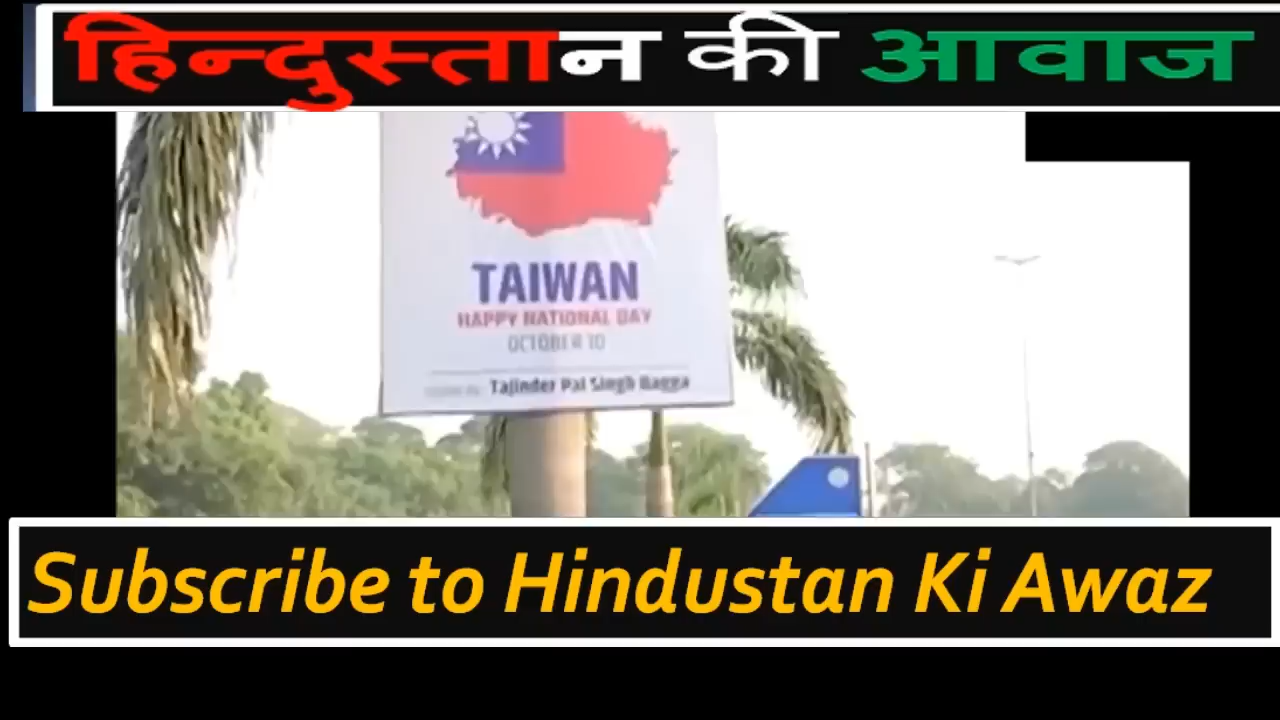 हिन्दुस्तान की आवाज
TAIWAN
HAPPY NATIONAL DAY
OCTOBER 10
Tajinder Pal Singh Bagga
Subscribe to Hindustan Ki Awaz